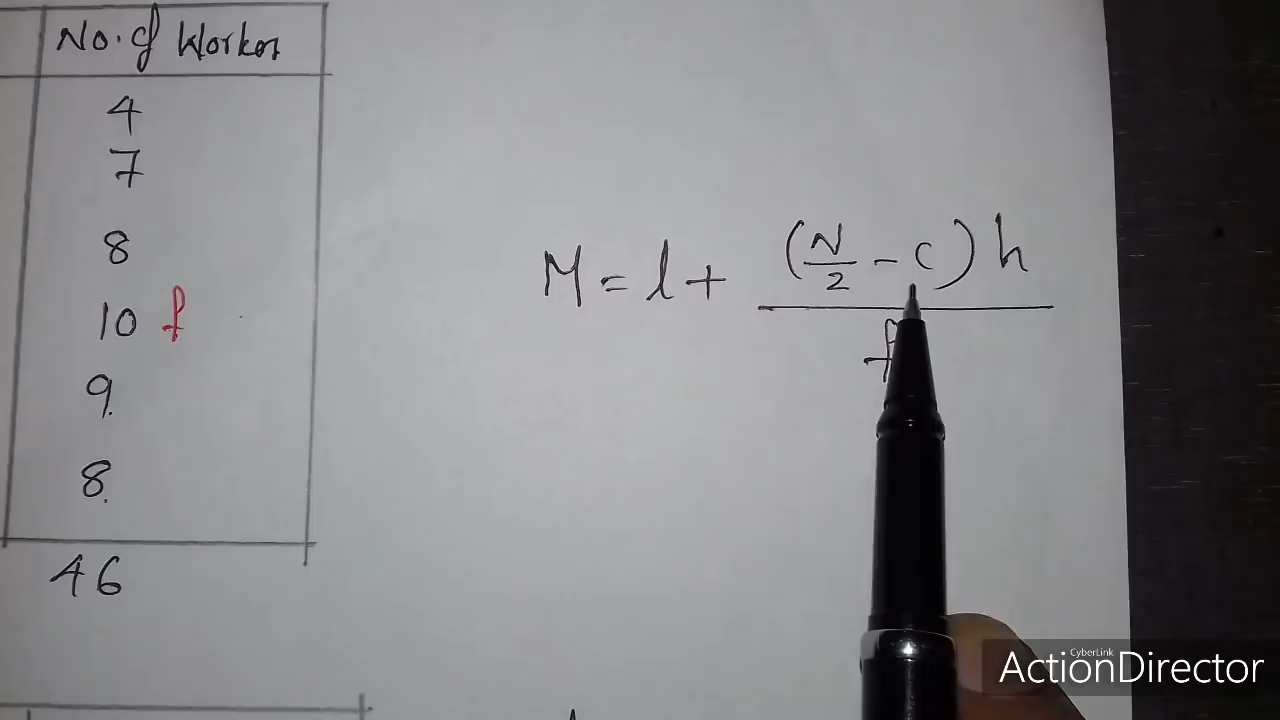 No. of Worker
4
7
8
10 f
9.
8.
46
M = l + (N/2 - C) h
f
CyberLink
ActionDirector